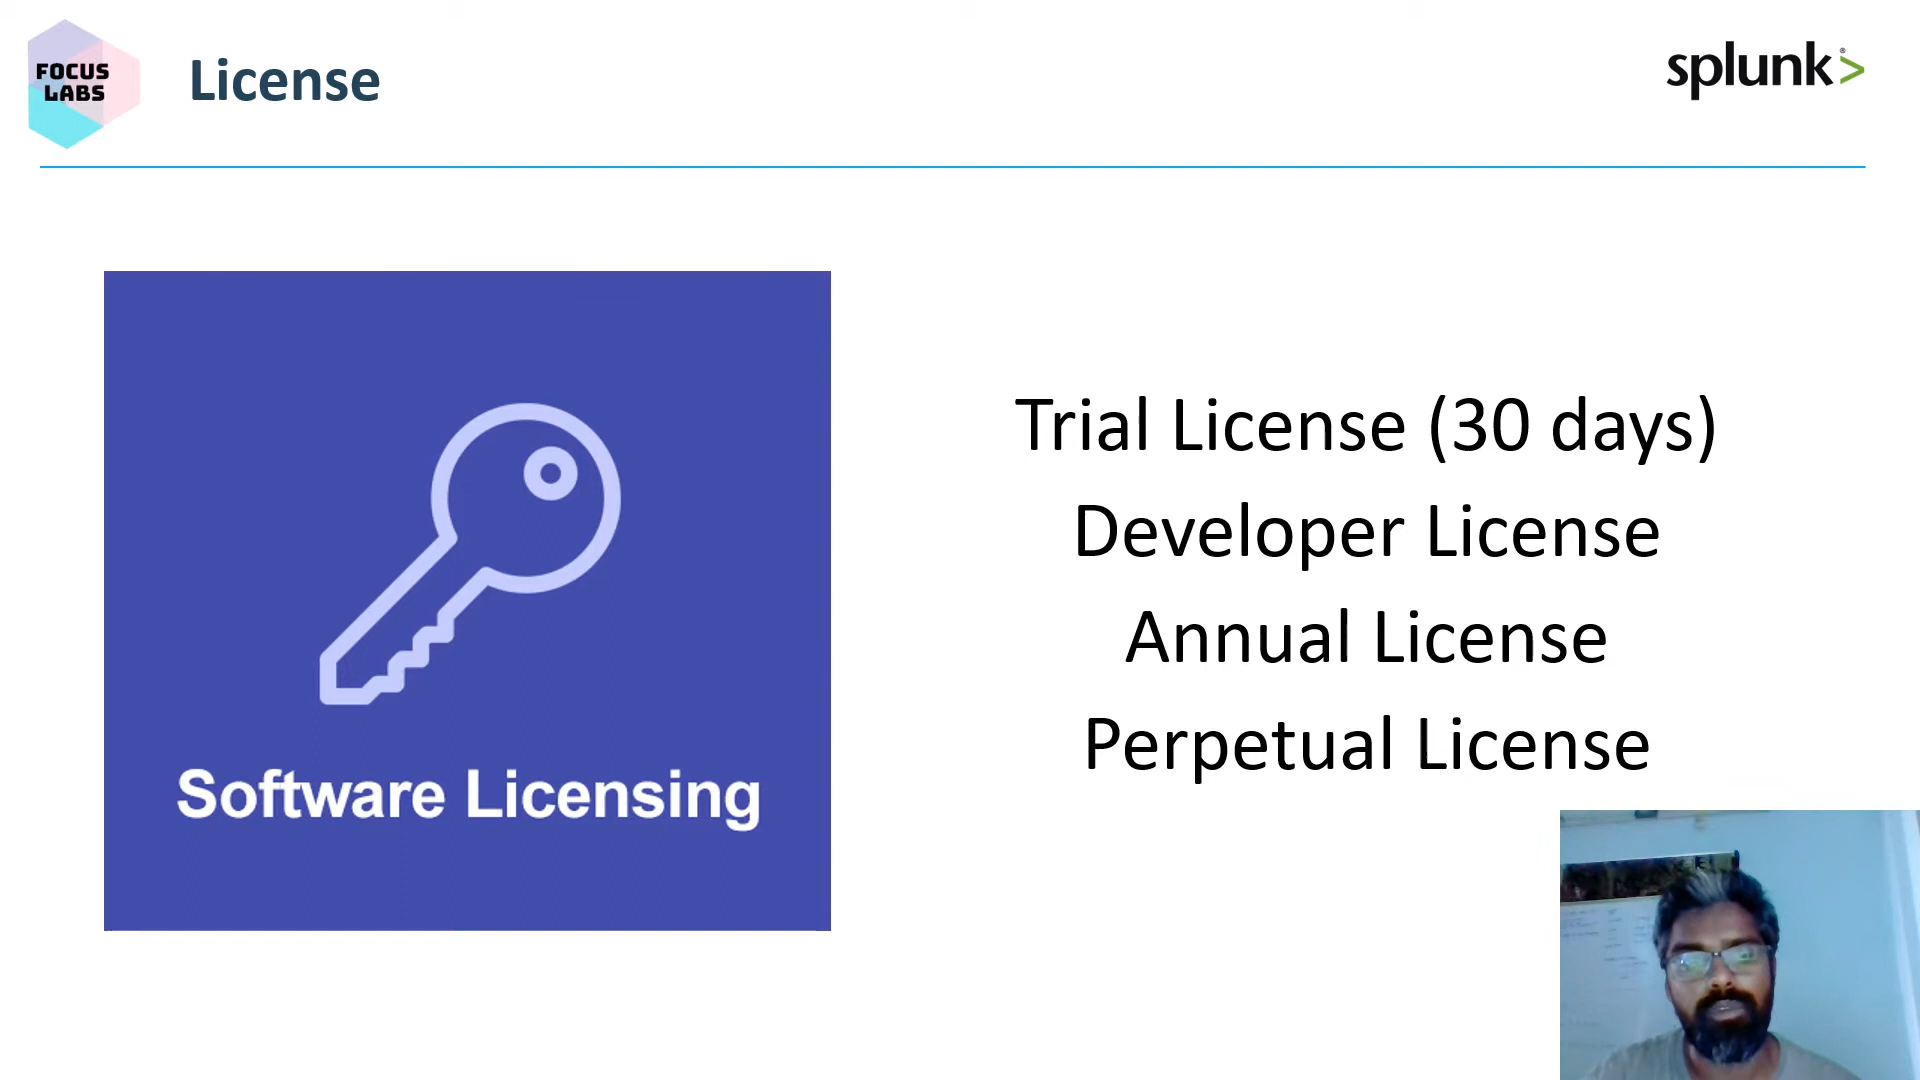 FOCUS
LABS
License
splunk>
Software Licensing
Trial License (30 days)
Developer License
Annual License
Perpetual License